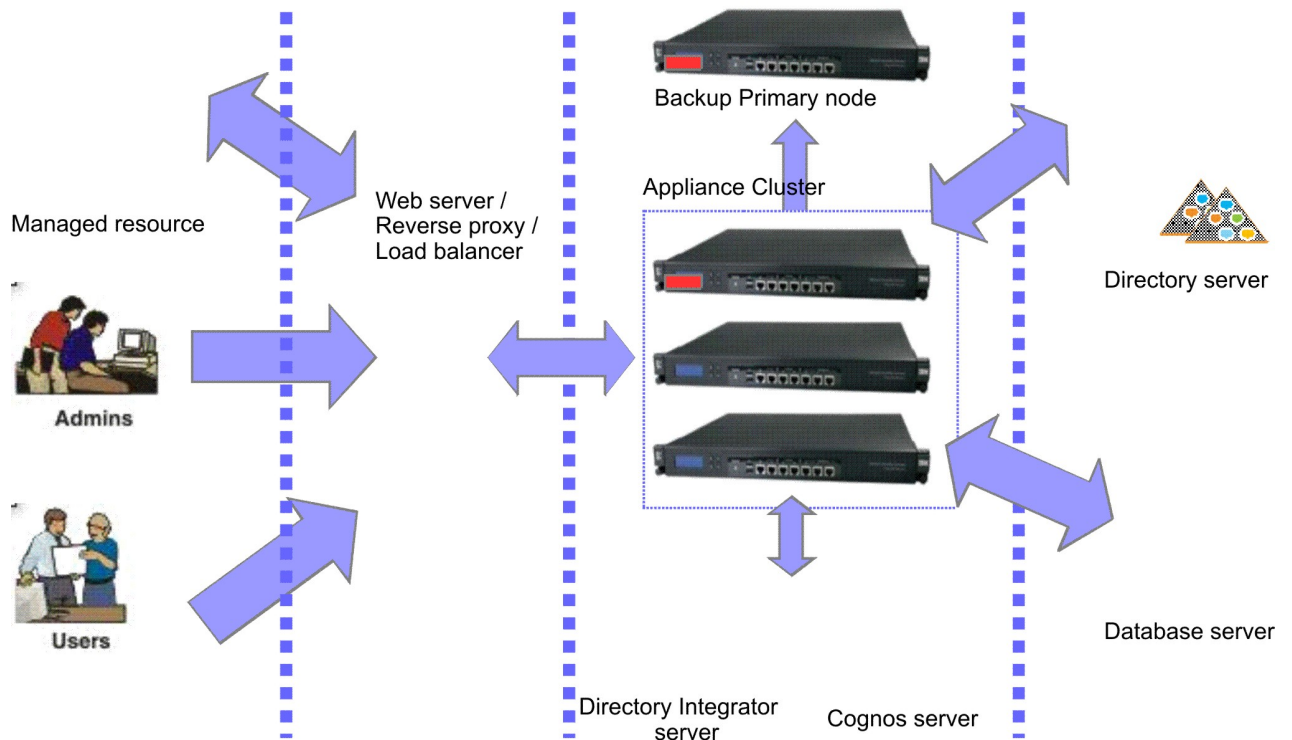 Backup Primary node
Appliance Cluster
Managed resource
Web server /
Reverse proxy /
Load balancer
Directory server
Admins
Users
Database server
Directory Integrator
server
Cognos server